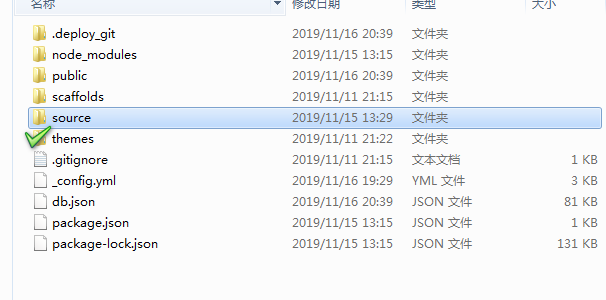 名称 修改日期 类型 大小
.deploy_git 2019/11/16 20:39 文件夹
node_modules 2019/11/15 13:15 文件夹
public 2019/11/16 20:39 文件夹
scaffolds 2019/11/11 21:15 文件夹
source 2019/11/15 13:29 文件夹
themes 2019/11/11 21:22 文件夹
.gitignore 2019/11/11 21:15 文本文档 1 KB
_config.yml 2019/11/16 19:29 YML 文件 3 KB
db.json 2019/11/16 20:39 JSON 文件 81 KB
package.json 2019/11/15 13:15 JSON 文件 1 KB
package-lock.json 2019/11/15 13:15 JSON 文件 131 KB